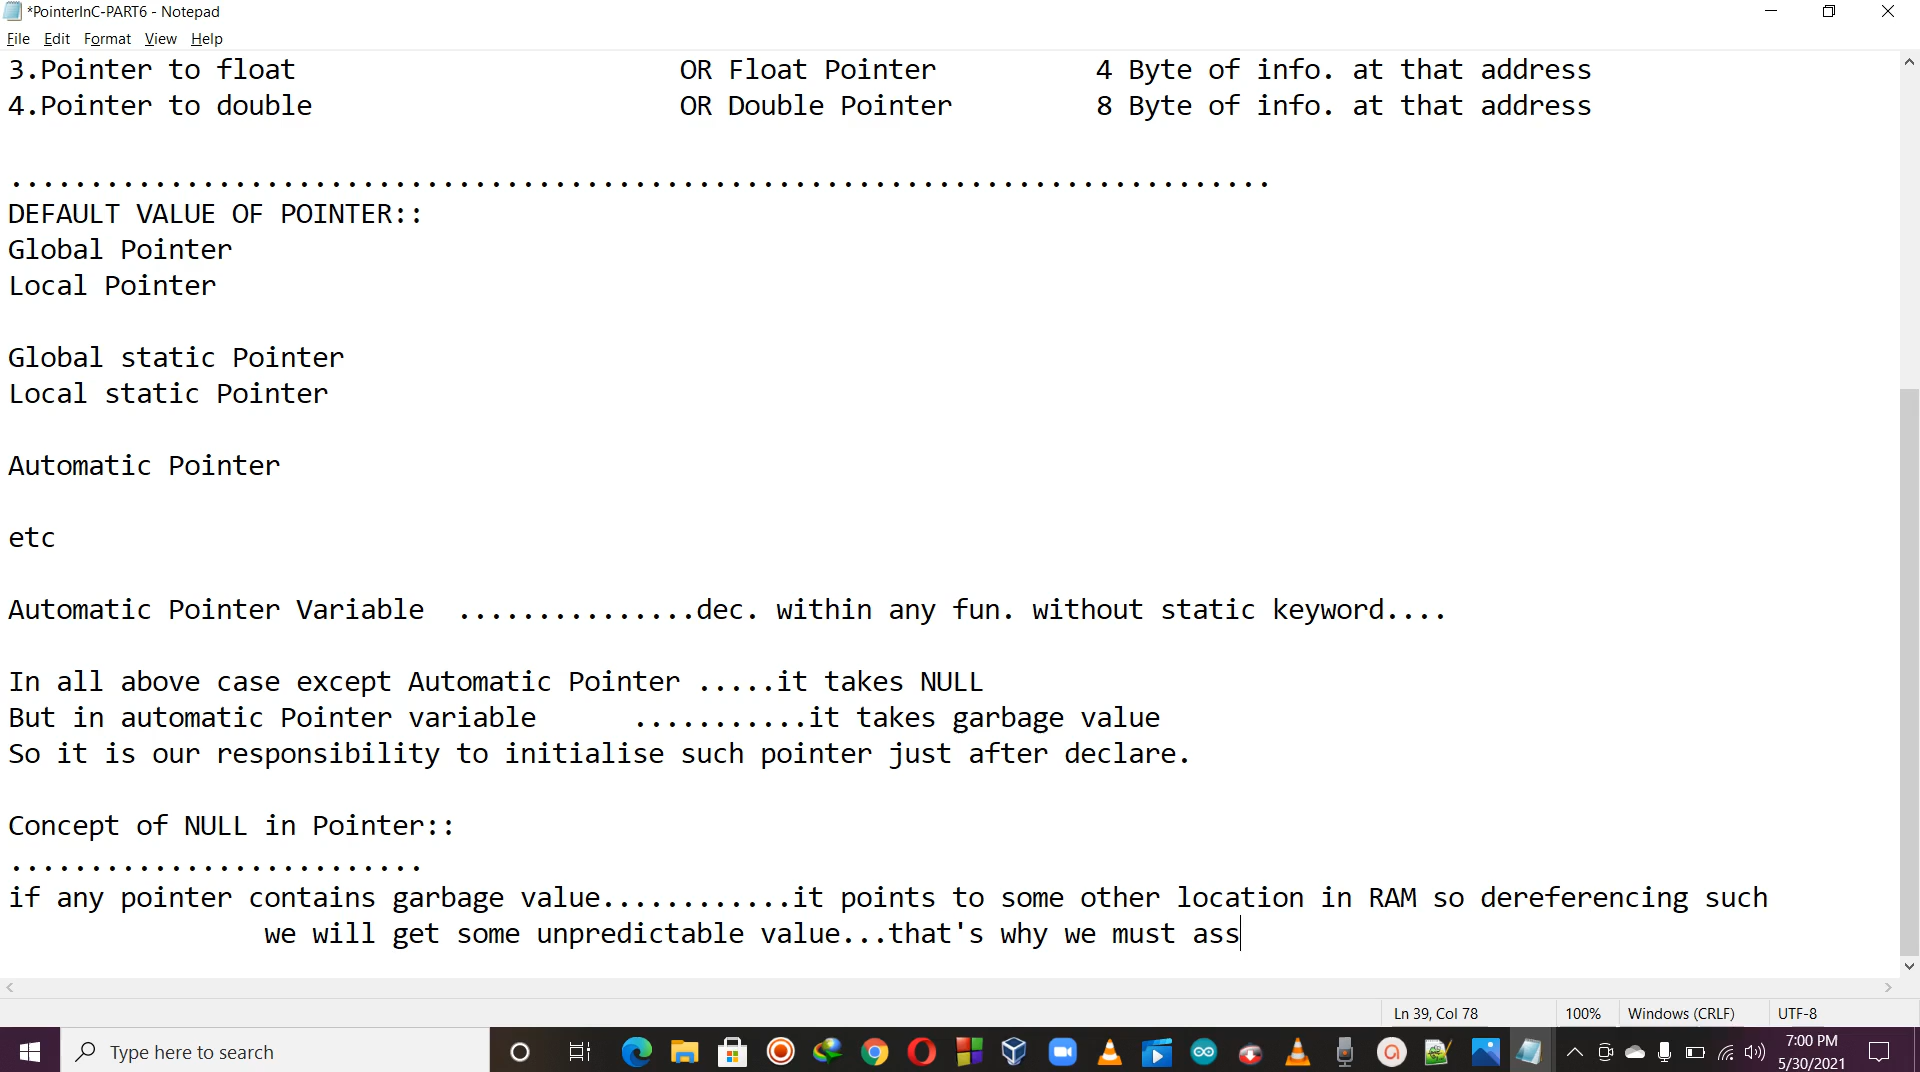 *PointerInC-PART6 - Notepad
File Edit Format View Help
3.Pointer to float OR Float Pointer 4 Byte of info. at that address
4.Pointer to double OR Double Pointer 8 Byte of info. at that address
...............................................................................
DEFAULT VALUE OF POINTER::
Global Pointer
Local Pointer
Global static Pointer
Local static Pointer
Automatic Pointer
etc
Automatic Pointer Variable ...............dec. within any fun. without static keyword....
In all above case except Automatic Pointer .....it takes NULL
But in automatic Pointer variable ...........it takes garbage value
So it is our responsibility to initialise such pointer just after declare.
Concept of NULL in Pointer::
..........................
if any pointer contains garbage value............it points to some other location in RAM so dereferencing such
we will get some unpredictable value...that's why we must ass
Ln 39, Col 78 100% Windows (CRLF) UTF-8
Type here to search
7:00 PM
5/30/2021